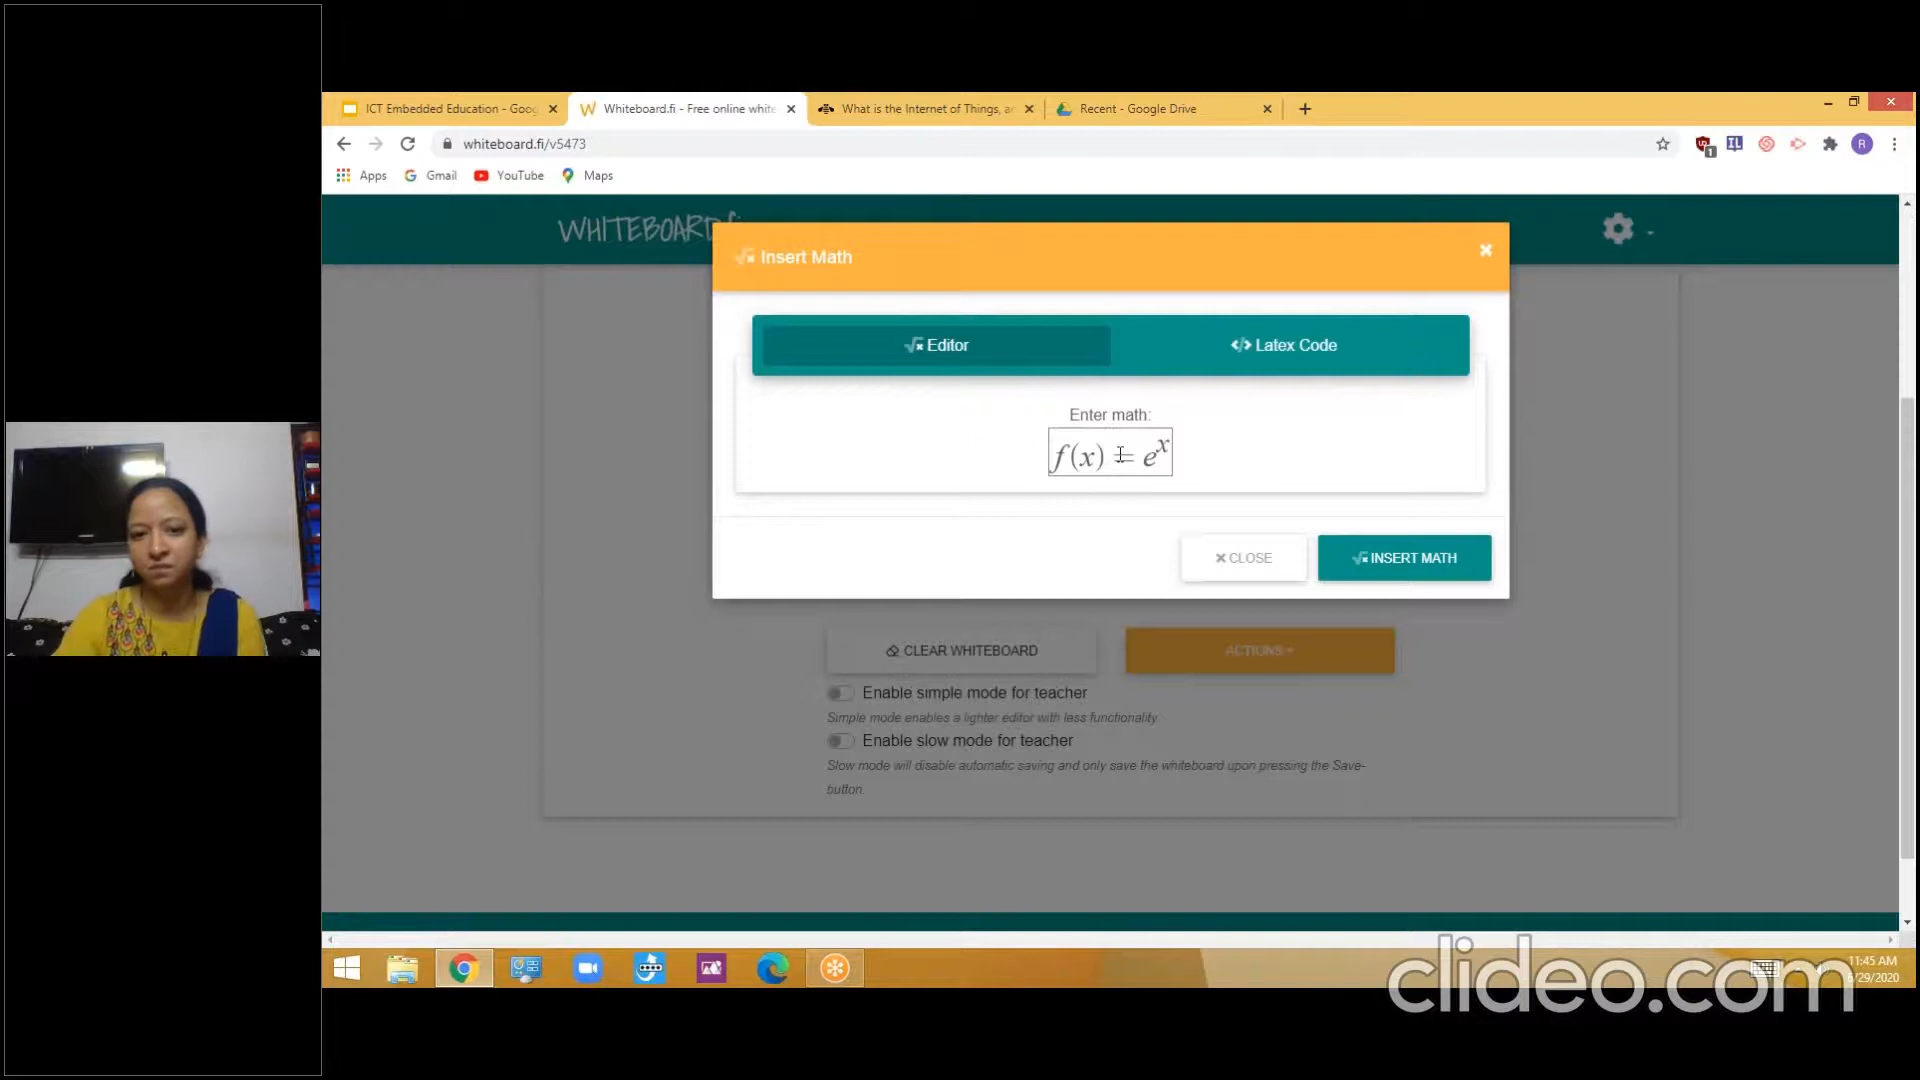 ICT Embedded Education - Goog
Whiteboard.fi - Free online white
What is the Internet of Things, a
Recent - Google Drive
whiteboard.fi/v5473
Apps
Gmail
YouTube
Maps
WHITEBOARD.fi
Insert Math
Editor
Latex Code
Enter math:
f(x) = e^x
CLOSE
INSERT MATH
CLEAR WHITEBOARD
ACTIONS
Enable simple mode for teacher
Simple mode enables a lighter editor with less functionality.
Enable slow mode for teacher
Slow mode will disable automatic saving and only save the whiteboard upon pressing the Save-
button.
11:45 AM
6/29/2020
clideo.com